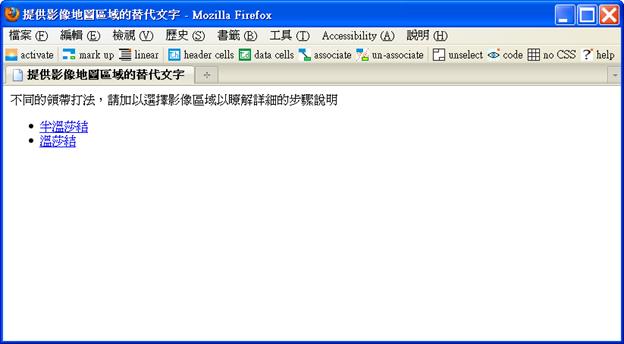 提供影像地圖區域的替代文字 - Mozilla Firefox
檔案 (F) 編輯 (E) 檢視 (V) 歷史 (S) 書籤 (B) 工具 (T) Accessibility (A) 說明 (H)
activate mark up linear header cells data cells associate un-associate unselect code no CSS help
提供影像地圖區域的替代文字
不同的領帶打法，請加以選擇影像區域以瞭解詳細的步驟說明
半溫莎結
溫莎結